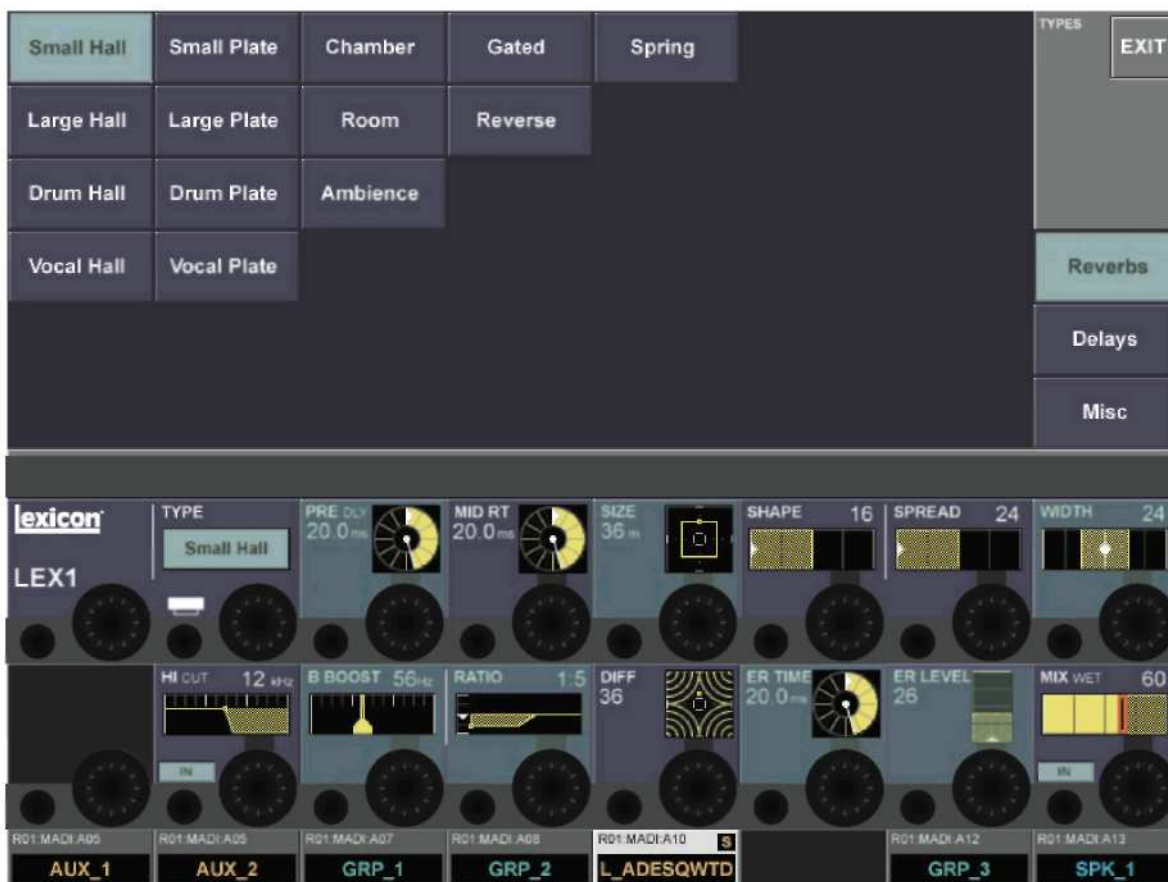 Small Hall Small Plate Chamber Gated Spring TYPES EXIT
Large Hall Large Plate Room Reverse
Drum Hall Drum Plate Ambience
Vocal Hall Vocal Plate Reverbs
Delays
Misc
lexicon TYPE PRE DLY MID RT SIZE SHAPE 16 SPREAD 24 WIDTH 24
Small Hall 20.0 ms 20.0 ms 36 m
LEX1
HI CUT 12 kHz B BOOST 56Hz RATIO 1:5 DIFF ER TIME ER LEVEL MIX WET 60
36 20.0 ms 26
IN IN
R01:MADI:A05 R01:MADI:A07 R01:MADI:A08 R01:MADI:A10 S R01:MADI:A12 R01:MADI:A13
AUX_1 AUX_2 GRP_1 GRP_2 L_ADESQWTD GRP_3 SPK_1